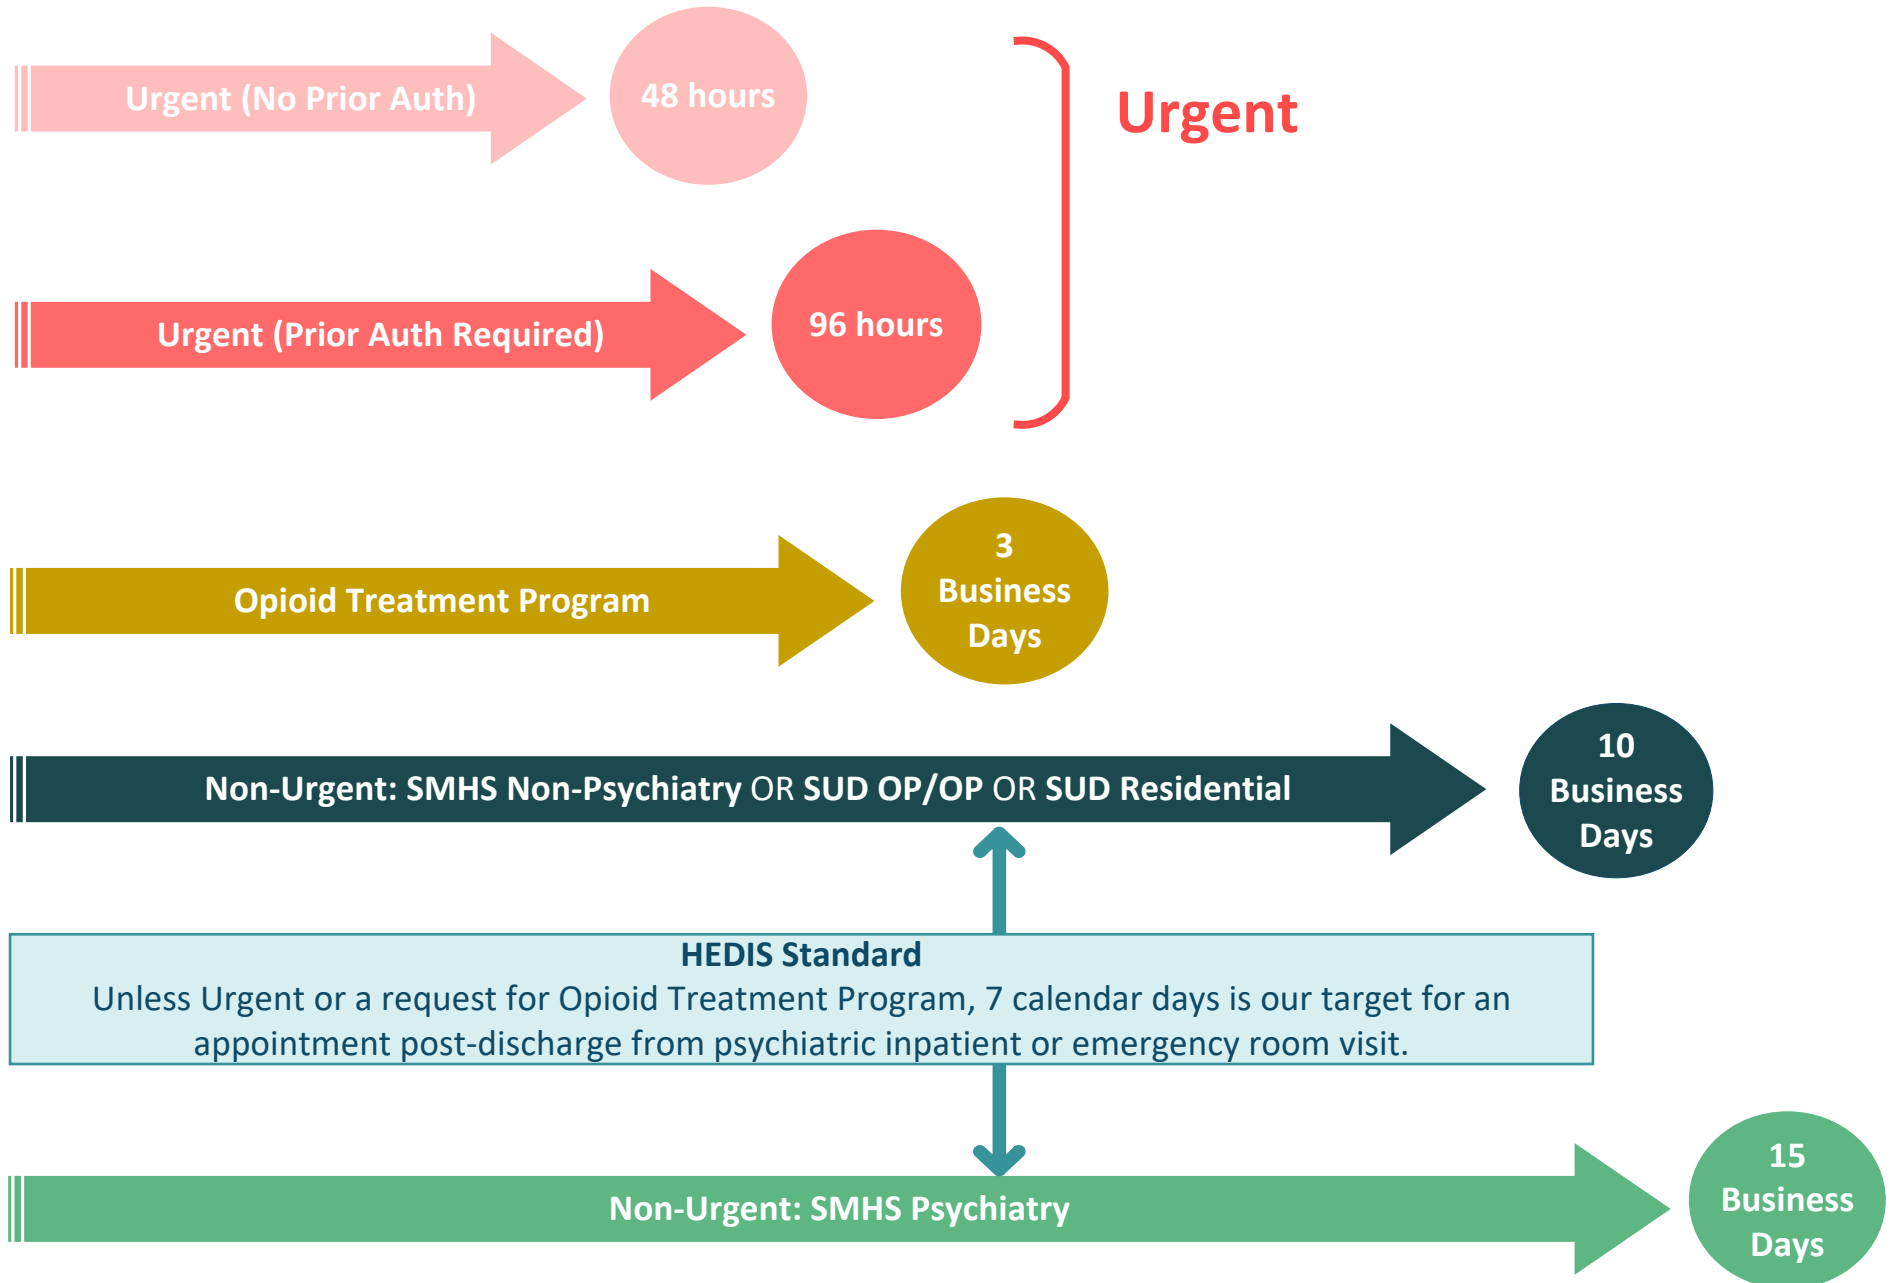 Urgent (No Prior Auth)
48 hours
Urgent
Urgent (Prior Auth Required)
96 hours
Opioid Treatment Program
3
Business
Days
Non-Urgent: SMHS Non-Psychiatry OR SUD OP/OP OR SUD Residential
10
Business
Days
HEDIS Standard
Unless Urgent or a request for Opioid Treatment Program, 7 calendar days is our target for an
appointment post-discharge from psychiatric inpatient or emergency room visit.
Non-Urgent: SMHS Psychiatry
15
Business
Days